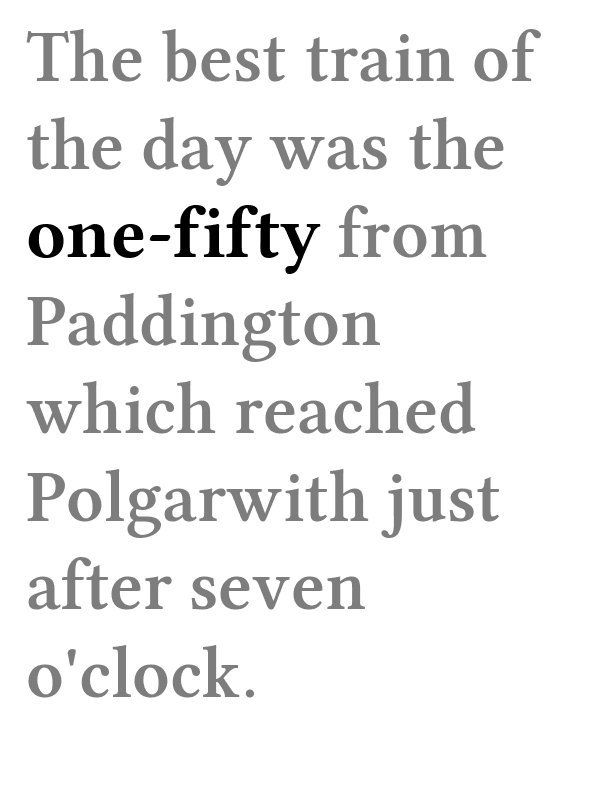 The best train of
the day was the
one-fifty from
Paddington
which reached
Polgarwith just
after seven
o'clock.